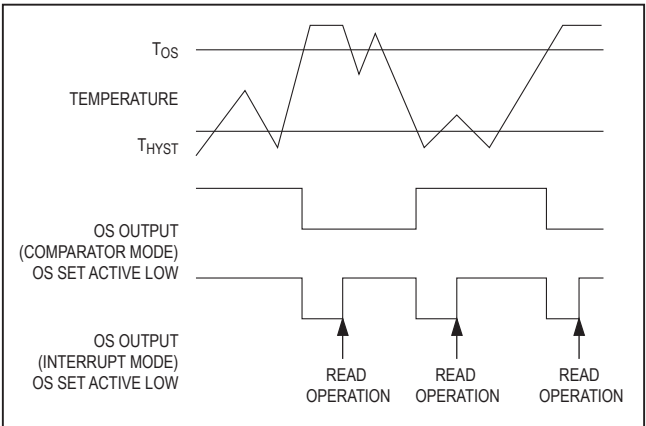 TOS
TEMPERATURE
THYST
OS OUTPUT
(COMPARATOR MODE)
OS SET ACTIVE LOW
OS OUTPUT
(INTERRUPT MODE)
OS SET ACTIVE LOW
READ
OPERATION
READ
OPERATION
READ
OPERATION